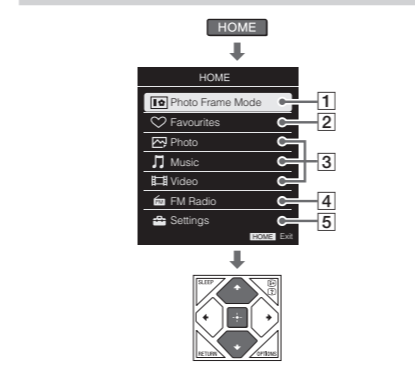 HOME
HOME
Photo Frame Mode 1
Favourites 2
Photo
Music 3
Video
FM Radio 4
Settings 5
HOME Exit
SLEEP
RETURN OPTIONS